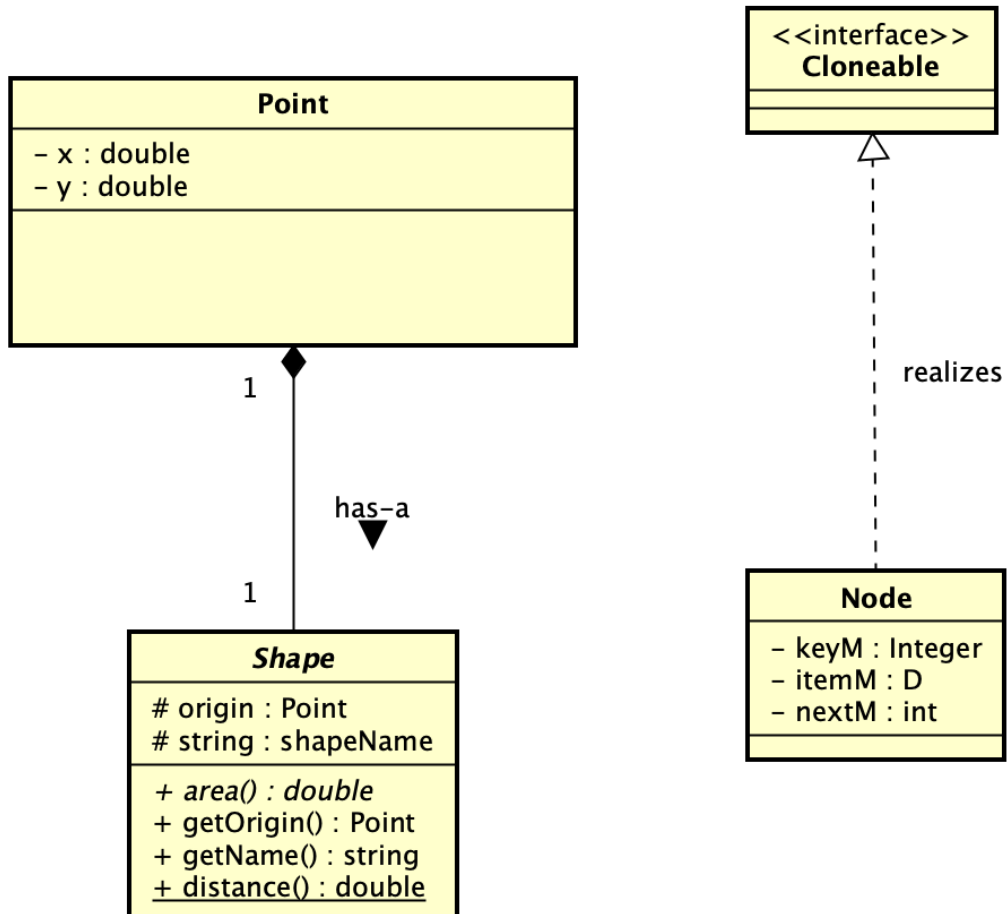 Point
– x : double
– y : double
1
has–a
1
Shape
# origin : Point
# string : shapeName
+ area() : double
+ getOrigin() : Point
+ getName() : string
+ distance() : double
<<interface>>
Cloneable
realizes
Node
– keyM : Integer
– itemM : D
– nextM : int